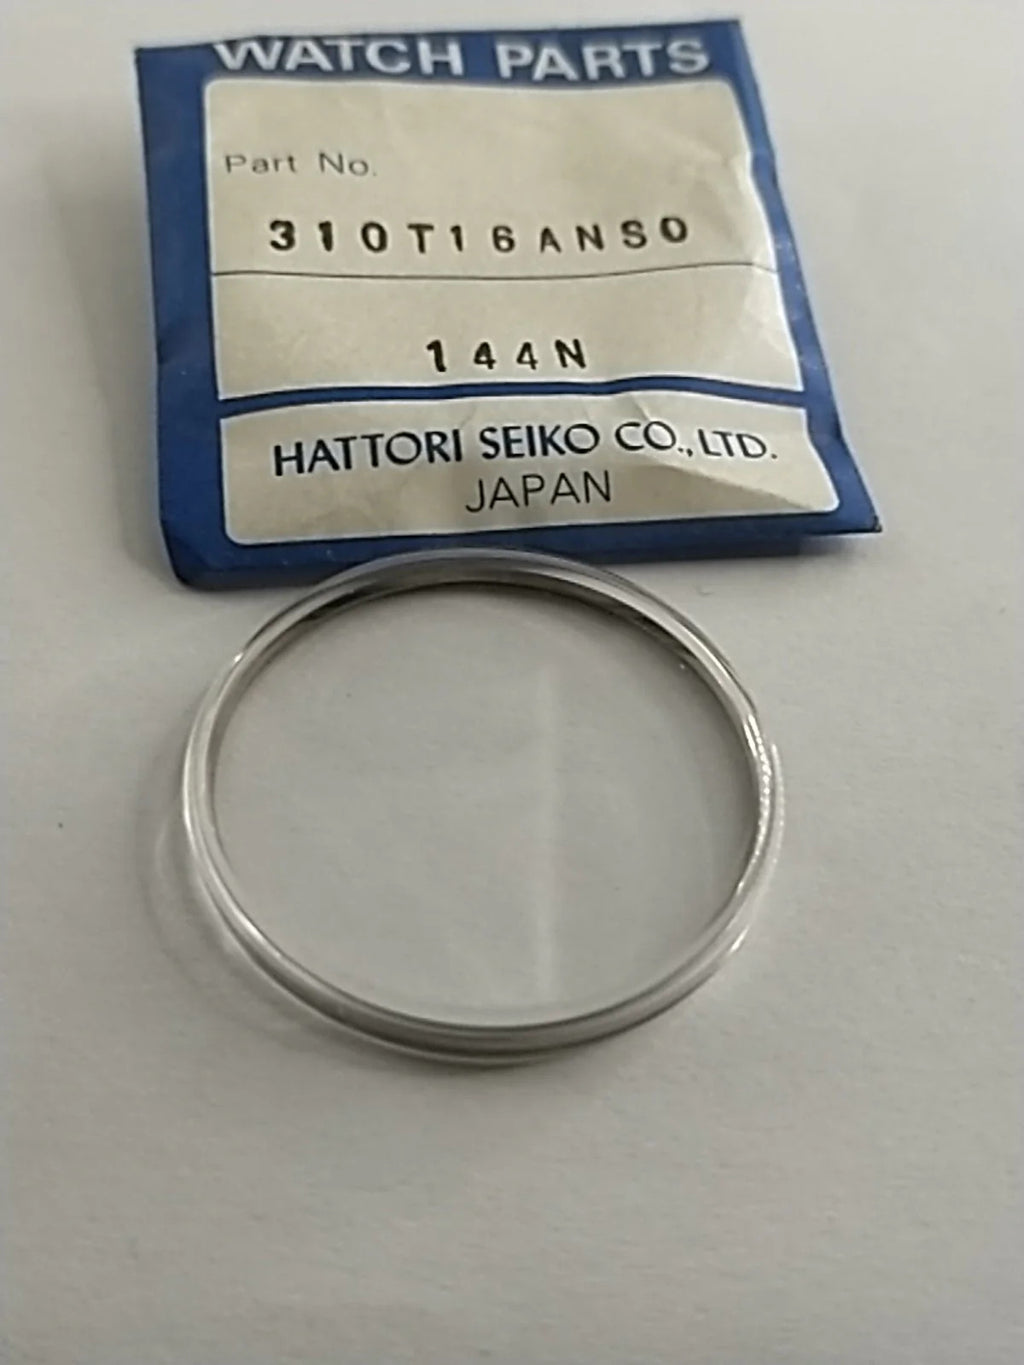 WATCH PARTS
Part No.
310T16ANS0
144N
HATTORI SEIKO CO., LTD.
JAPAN